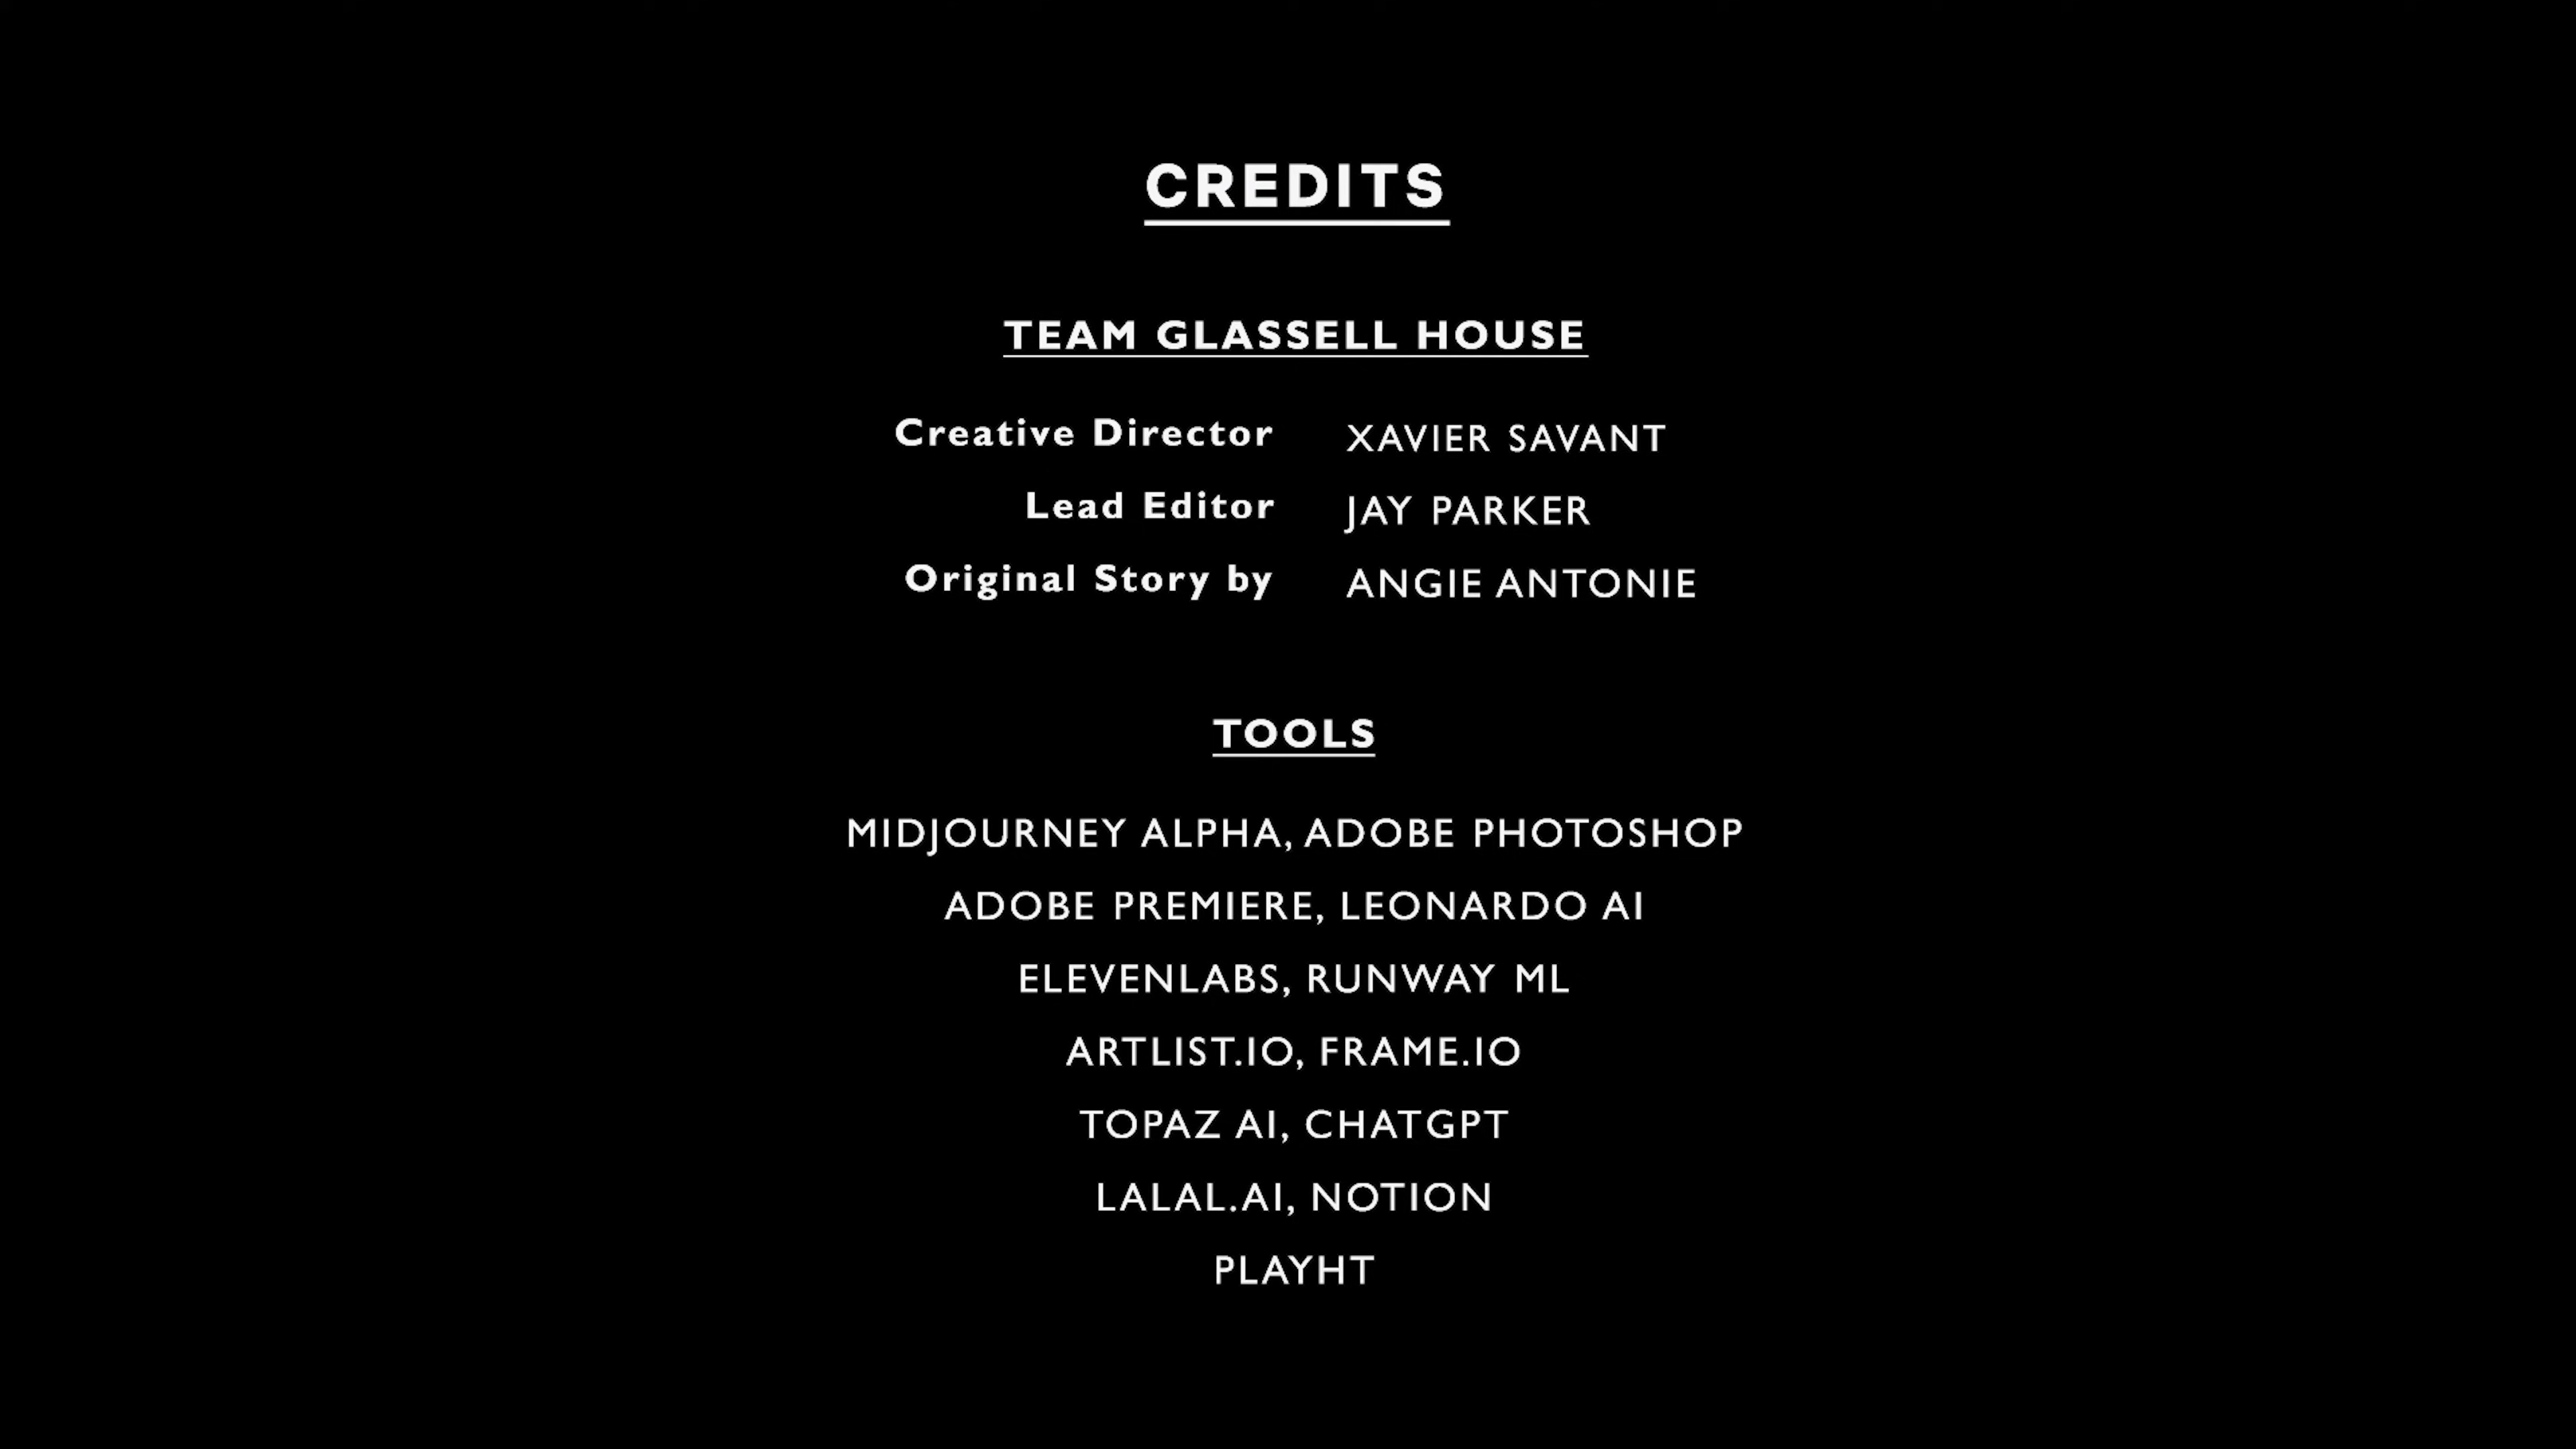 CREDITS
TEAM GLASSELL HOUSE
Creative Director XAVIER SAVANT
Lead Editor JAY PARKER
Original Story by ANGIE ANTONIE
TOOLS
MIDJOURNEY ALPHA, ADOBE PHOTOSHOP
ADOBE PREMIERE, LEONARDO AI
ELEVENLABS, RUNWAY ML
ARTLIST.IO, FRAME.IO
TOPAZ AI, CHATGPT
LALAL.AI, NOTION
PLAYHT